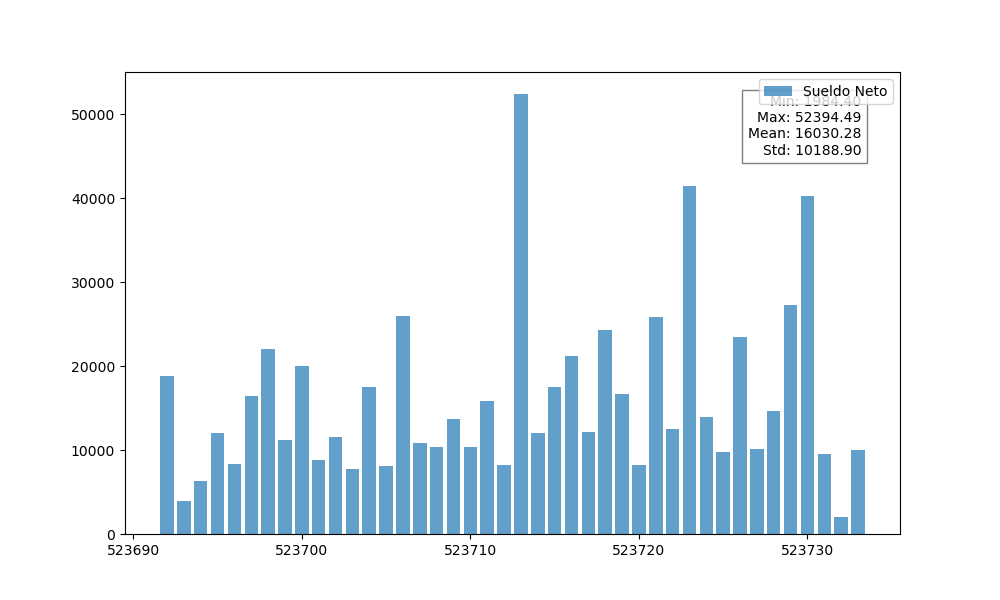 Sueldo Neto
Min: 1984.40
Max: 52394.49
Mean: 16030.28
Std: 10188.90
50000
40000
30000
20000
10000
0
523690 523700 523710 523720 523730